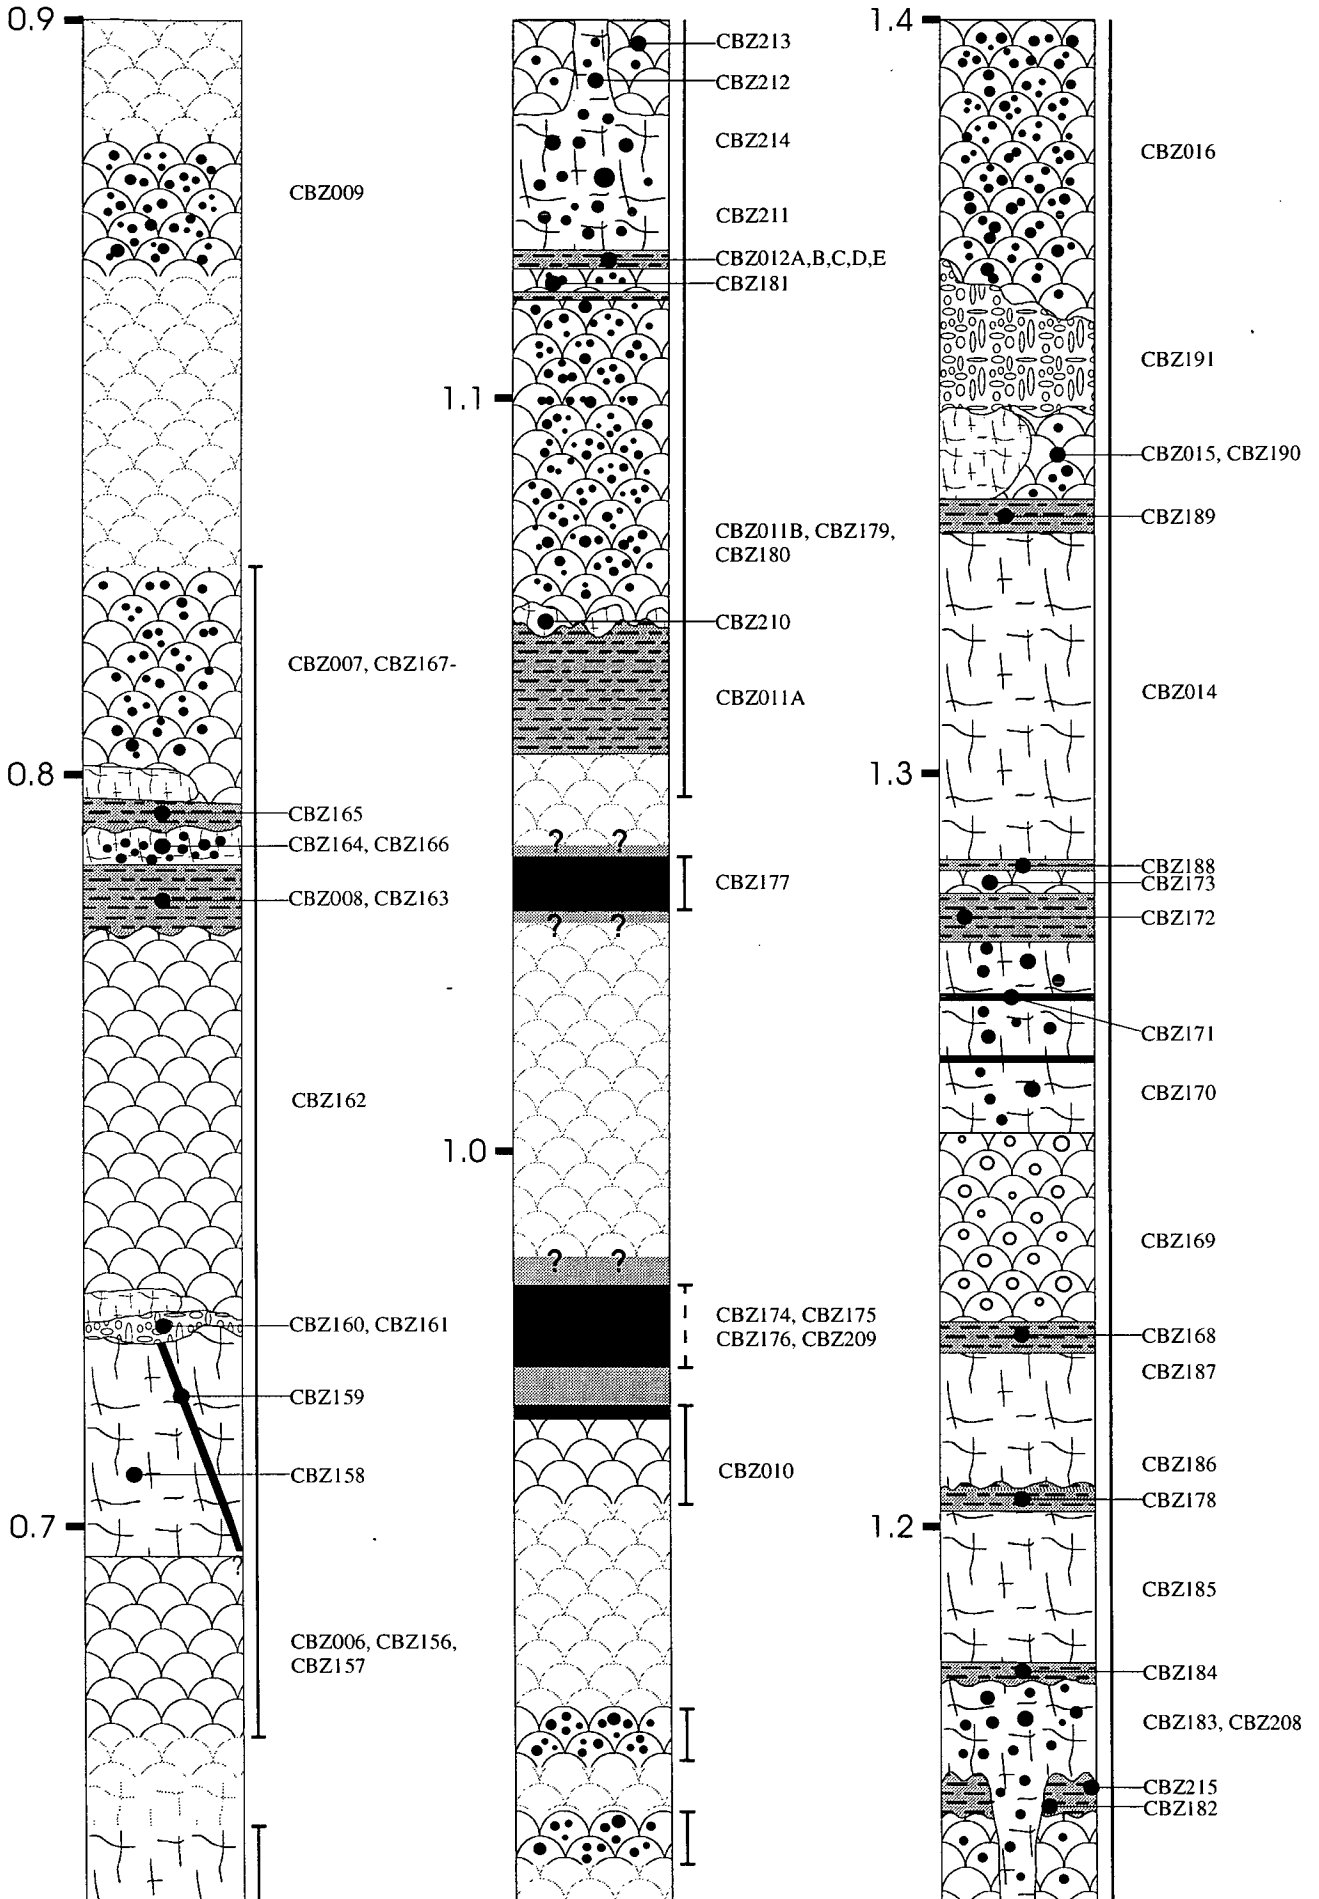 0.9
CBZ009
CBZ007, CBZ167-
0.8
CBZ165
CBZ164, CBZ166
CBZ008, CBZ163
CBZ162
CBZ160, CBZ161
CBZ159
CBZ158
0.7
?
CBZ006, CBZ156,
CBZ157
CBZ213
CBZ212
CBZ214
CBZ211
CBZ012A,B,C,D,E
CBZ181
1.1
CBZ011B, CBZ179,
CBZ180
CBZ210
CBZ011A
? ?
CBZ177
? ?
1.0
? ?
CBZ174, CBZ175
CBZ176, CBZ209
CBZ010
1.4
CBZ016
CBZ191
CBZ015, CBZ190
CBZ189
CBZ014
1.3
CBZ188
CBZ173
CBZ172
CBZ171
CBZ170
CBZ169
CBZ168
CBZ187
CBZ186
CBZ178
1.2
CBZ185
CBZ184
CBZ183, CBZ208
CBZ215
CBZ182